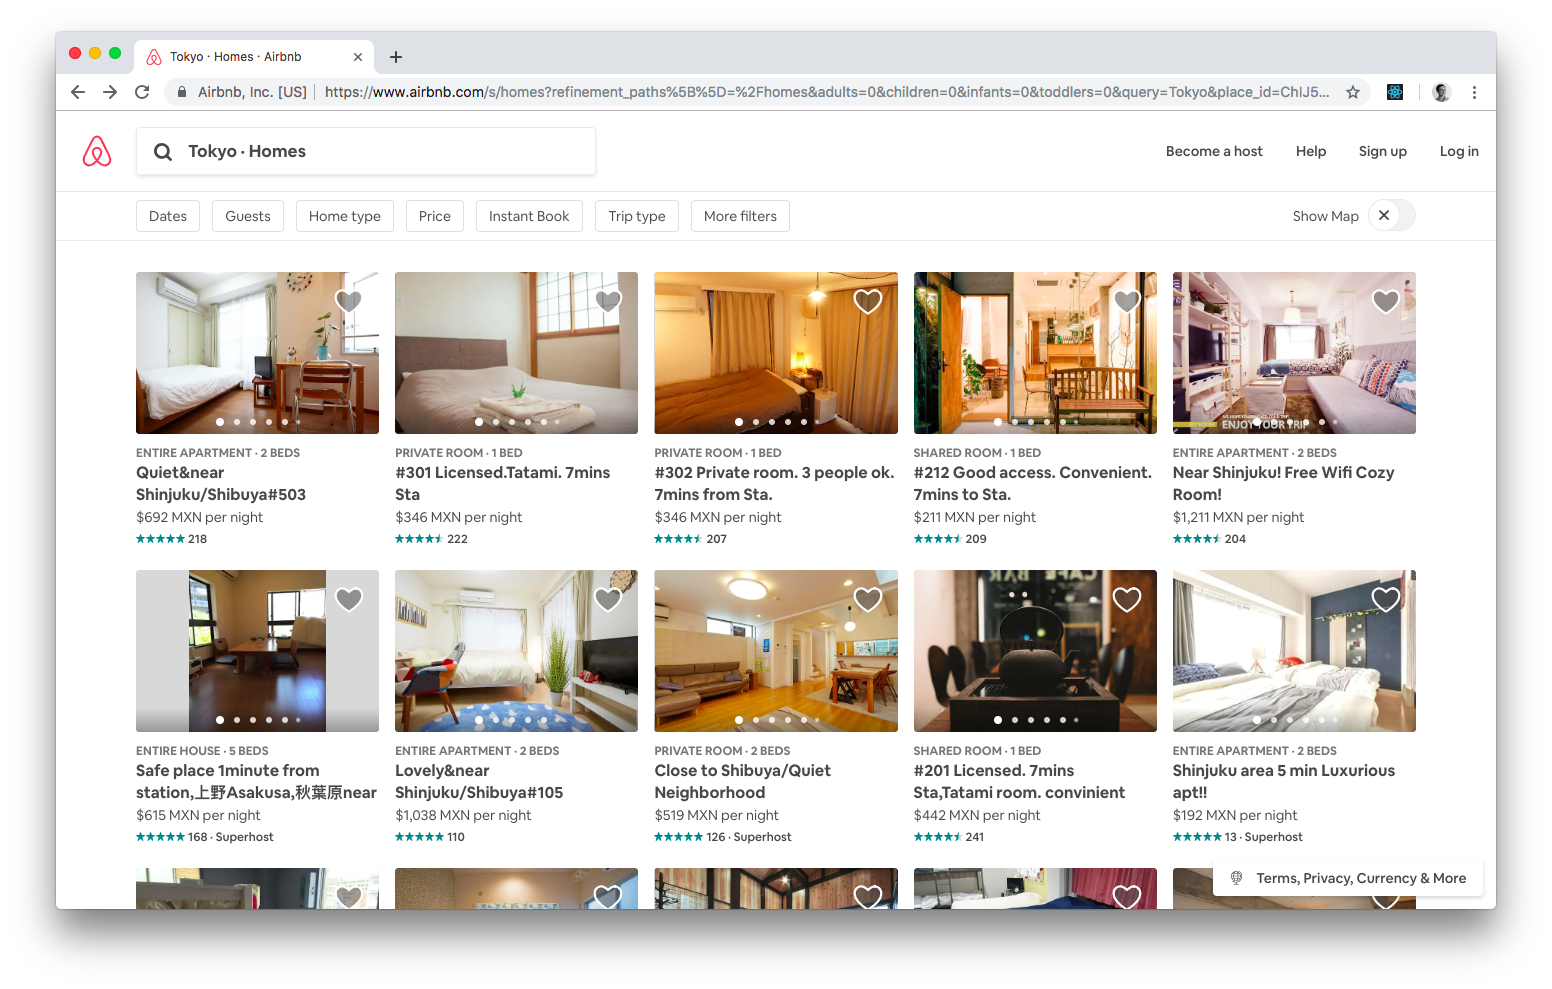 Tokyo · Homes · Airbnb
Airbnb, Inc. [US] https://www.airbnb.com/s/homes?refinement_paths%5B%5D=%2Fhomes&adults=0&children=0&infants=0&toddlers=0&query=Tokyo&place_id=ChIJ5...
Tokyo · Homes
Become a host Help Sign up Log in
Dates Guests Home type Price Instant Book Trip type More filters Show Map
ENJOY YOUR TRIP
ENTIRE APARTMENT · 2 BEDS
Quiet&near
Shinjuku/Shibuya#503
$692 MXN per night
218
PRIVATE ROOM · 1 BED
#301 Licensed.Tatami. 7mins
Sta
$346 MXN per night
222
PRIVATE ROOM · 1 BED
#302 Private room. 3 people ok.
7mins from Sta.
$346 MXN per night
207
SHARED ROOM · 1 BED
#212 Good access. Convenient.
7mins to Sta.
$211 MXN per night
209
ENTIRE APARTMENT · 2 BEDS
Near Shinjuku! Free Wifi Cozy
Room!
$1,211 MXN per night
204
ENTIRE HOUSE · 5 BEDS
Safe place 1minute from
station,上野Asakusa,秋葉原near
$615 MXN per night
168 · Superhost
ENTIRE APARTMENT · 2 BEDS
Lovely&near
Shinjuku/Shibuya#105
$1,038 MXN per night
110
PRIVATE ROOM · 2 BEDS
Close to Shibuya/Quiet
Neighborhood
$519 MXN per night
126 · Superhost
SHARED ROOM · 1 BED
#201 Licensed. 7mins
Sta,Tatami room. convinient
$442 MXN per night
241
ENTIRE APARTMENT · 2 BEDS
Shinjuku area 5 min Luxurious
apt!!
$192 MXN per night
13 · Superhost
Terms, Privacy, Currency & More